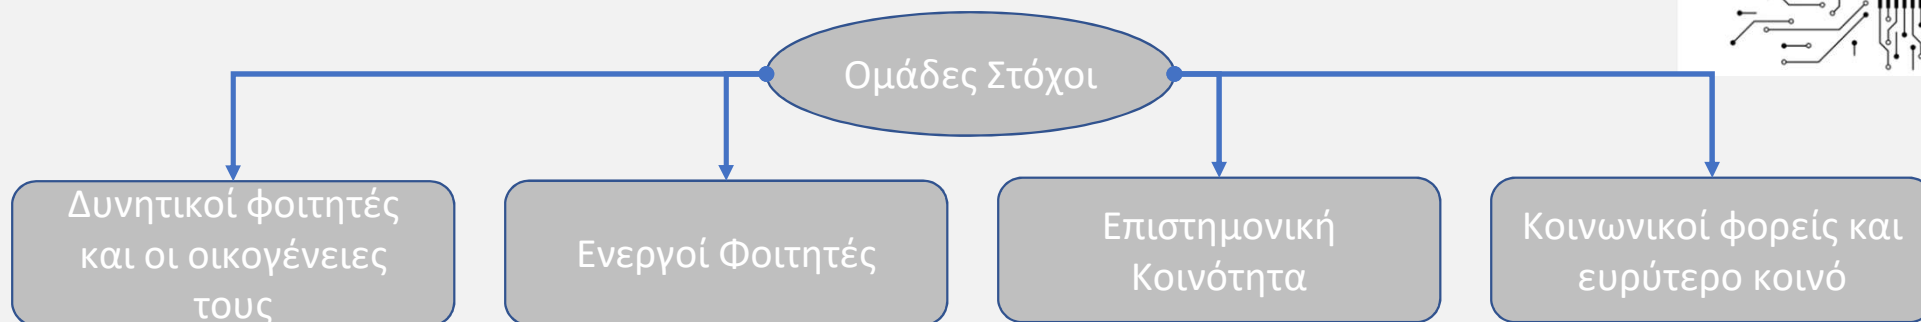 Ομάδες Στόχοι
Δυνητικοί φοιτητές
και οι οικογένειες
τους
Ενεργοί Φοιτητές
Επιστημονική
Κοινότητα
Κοινωνικοί φορείς και
ευρύτερο κοινό